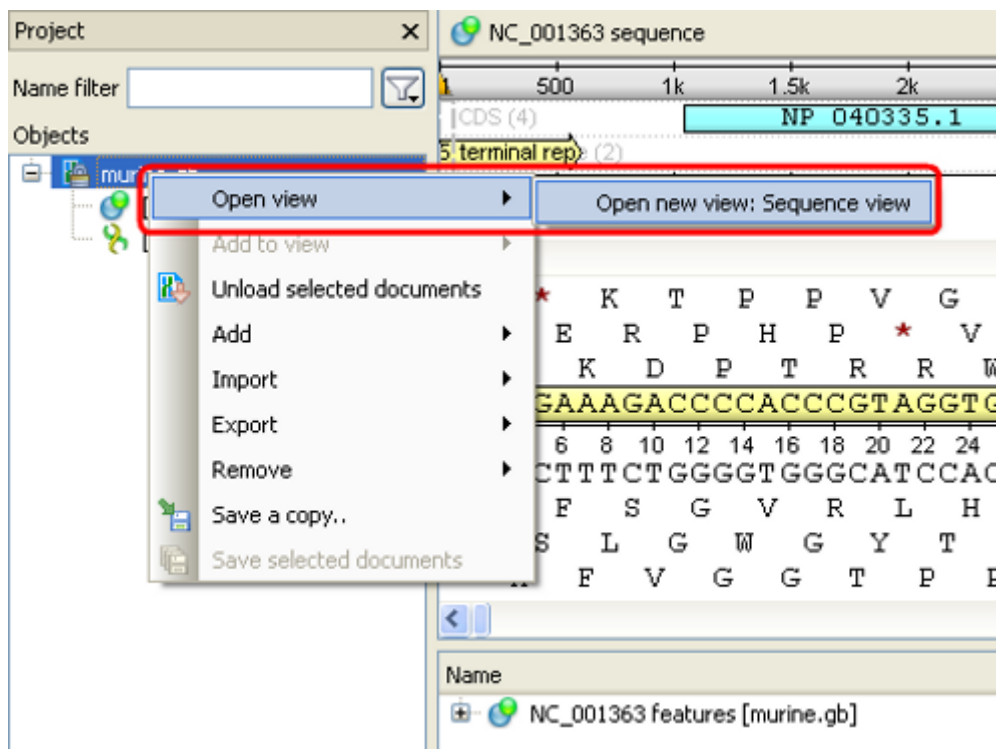 Project
NC_001363 sequence
Name filter
1 500 1k 1.5k 2k
CDS (4)
NP 040335.1
Objects
5 terminal rep (2)
Open view
Open new view: Sequence view
Add to view
Unload selected documents
Add
Import
Export
Remove
Save a copy..
Save selected documents
* K T P P V G
E R P H P * V
K D P T R R W
GAAAGACCCCACCCGTAGGTG
6 8 10 12 14 16 18 20 22 24
CTTTCTGGGGTGGGCATCCAC
F S G V R L H
S L G W G Y T
F V G G T P
Name
NC_001363 features [murine.gb]